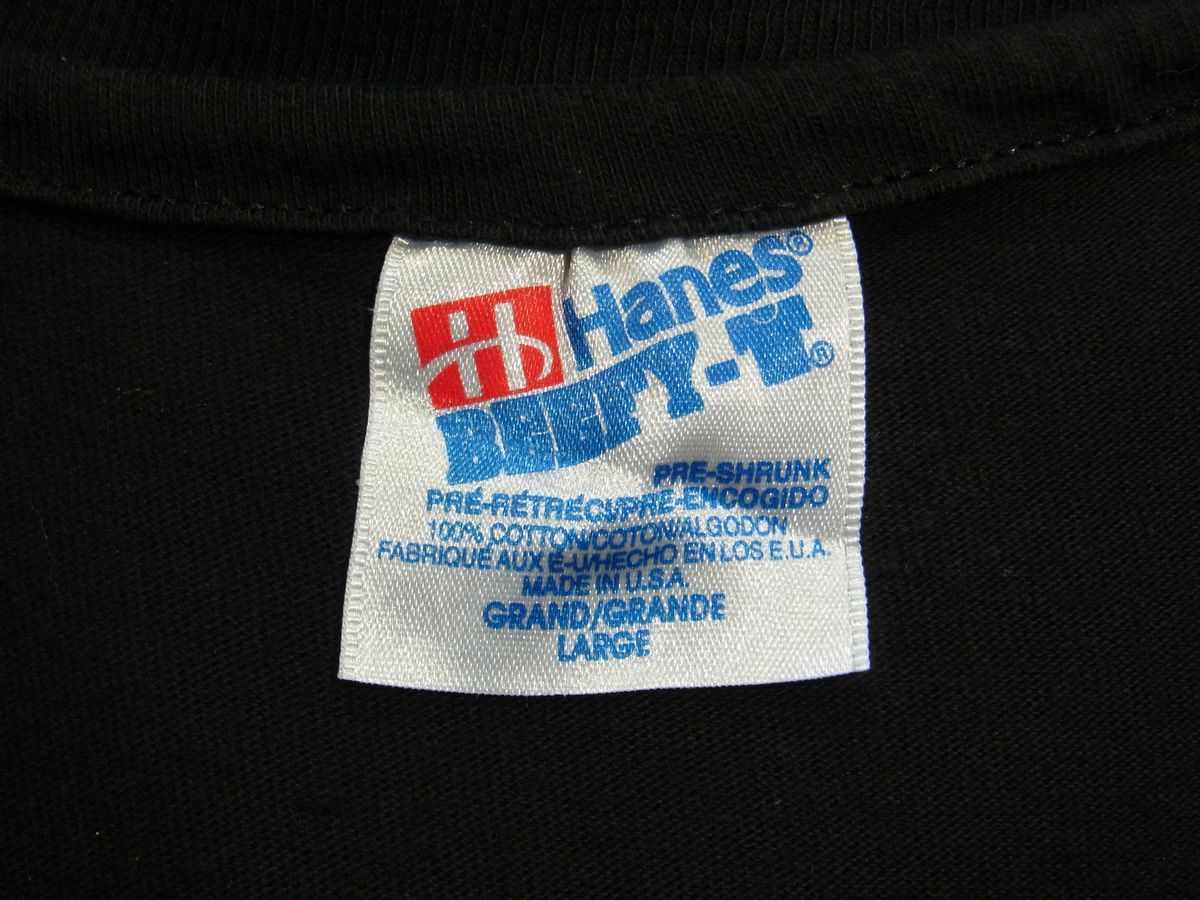 H Hanes®
BEEFY-T®
PRE-SHRUNK
PRÉ-RÉTRÉCI/PRE-ENCOGIDO
100% COTTON/COTON/ALGODON
FABRIQUE AUX É-U/HECHO EN LOS E.U.A.
MADE IN U.S.A.
GRAND/GRANDE
LARGE